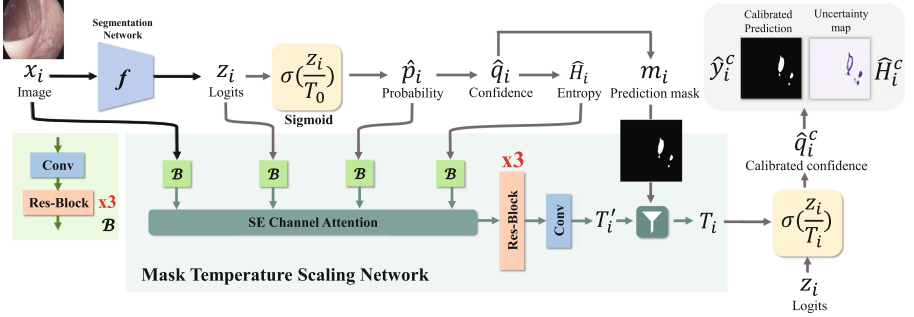 Segmentation
Network
x_i
Image
f
z_i
Logits
σ(z_i/T_0)
Sigmoid
p̂_i
Probability
q̂_i
Confidence
Ĥ_i
Entropy
m_i
Prediction mask
Calibrated
Prediction
Uncertainty
map
ŷ_i^c
Ĥ_i^c
q̂_i^c
Calibrated confidence
Conv
Res-Block
x3
ℬ
ℬ
ℬ
ℬ
ℬ
SE Channel Attention
x3
Res-Block
Conv
T_i′
T_i
σ(z_i/T_i)
z_i
Logits
Mask Temperature Scaling Network